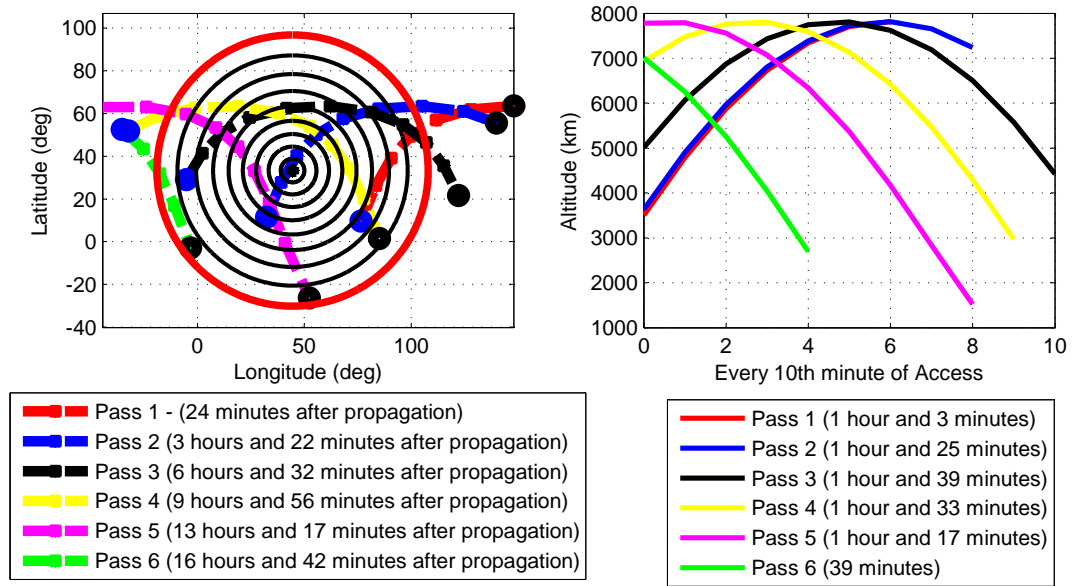 100
80
60
40
20
0
-20
-40
Latitude (deg)
0
50
100
Longitude (deg)
8000
7000
6000
5000
4000
3000
2000
1000
Altitude (km)
0
2
4
6
8
10
Every 10th minute of Access
Pass 1 - (24 minutes after propagation)
Pass 2 (3 hours and 22 minutes after propagation)
Pass 3 (6 hours and 32 minutes after propagation)
Pass 4 (9 hours and 56 minutes after propagation)
Pass 5 (13 hours and 17 minutes after propagation)
Pass 6 (16 hours and 42 minutes after propagation)
Pass 1 (1 hour and 3 minutes)
Pass 2 (1 hour and 25 minutes)
Pass 3 (1 hour and 39 minutes)
Pass 4 (1 hour and 33 minutes)
Pass 5 (1 hour and 17 minutes)
Pass 6 (39 minutes)